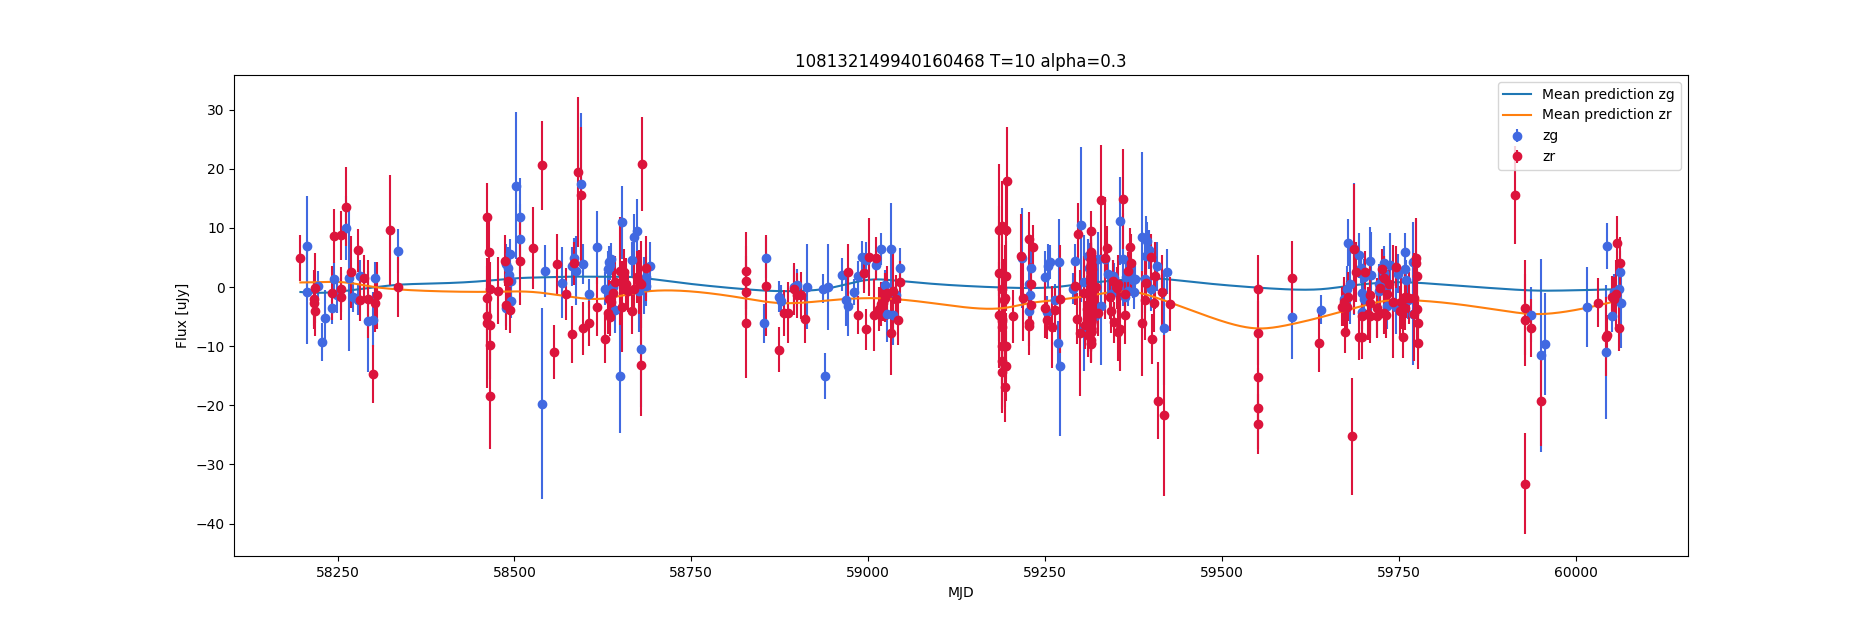 108132149940160468 T=10 alpha=0.3
Mean prediction zg
Mean prediction zr
zg
zr
Flux [uJy]
30
20
10
0
−10
−20
−30
−40
58250 58500 58750 59000 59250 59500 59750 60000
MJD